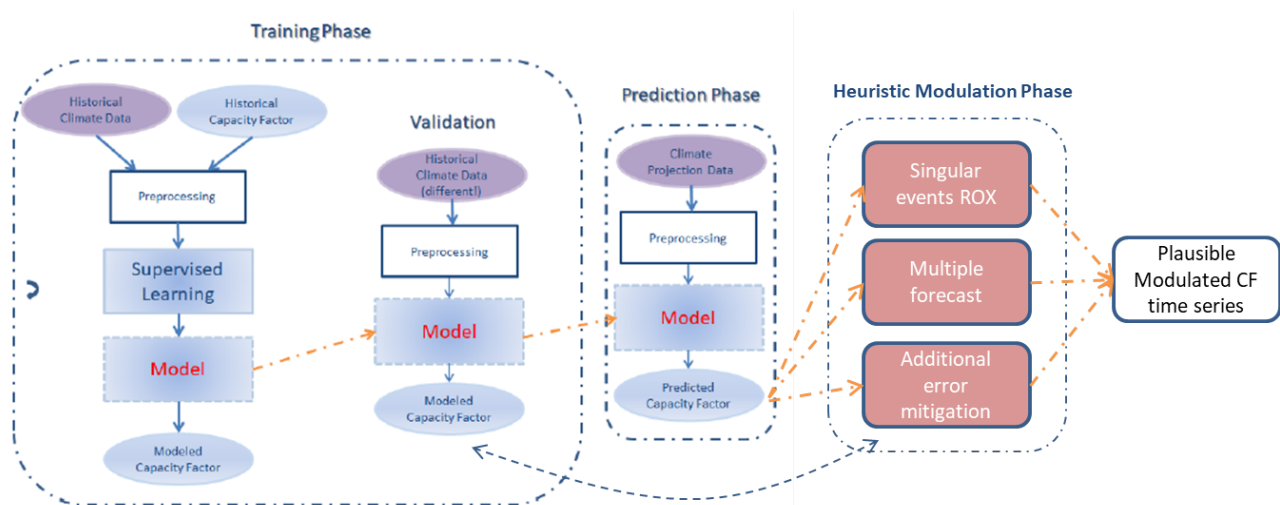 Training Phase
Historical
Climate Data
Historical
Capacity Factor
Preprocessing
Supervised
Learning
Model
Modeled
Capacity Factor
Validation
Historical
Climate Data
(different!)
Preprocessing
Model
Modeled
Capacity Factor
Prediction Phase
Climate
Projection Data
Preprocessing
Model
Predicted
Capacity Factor
Heuristic Modulation Phase
Singular
events ROX
Multiple
forecast
Additional
error
mitigation
Plausible
Modulated CF
time series